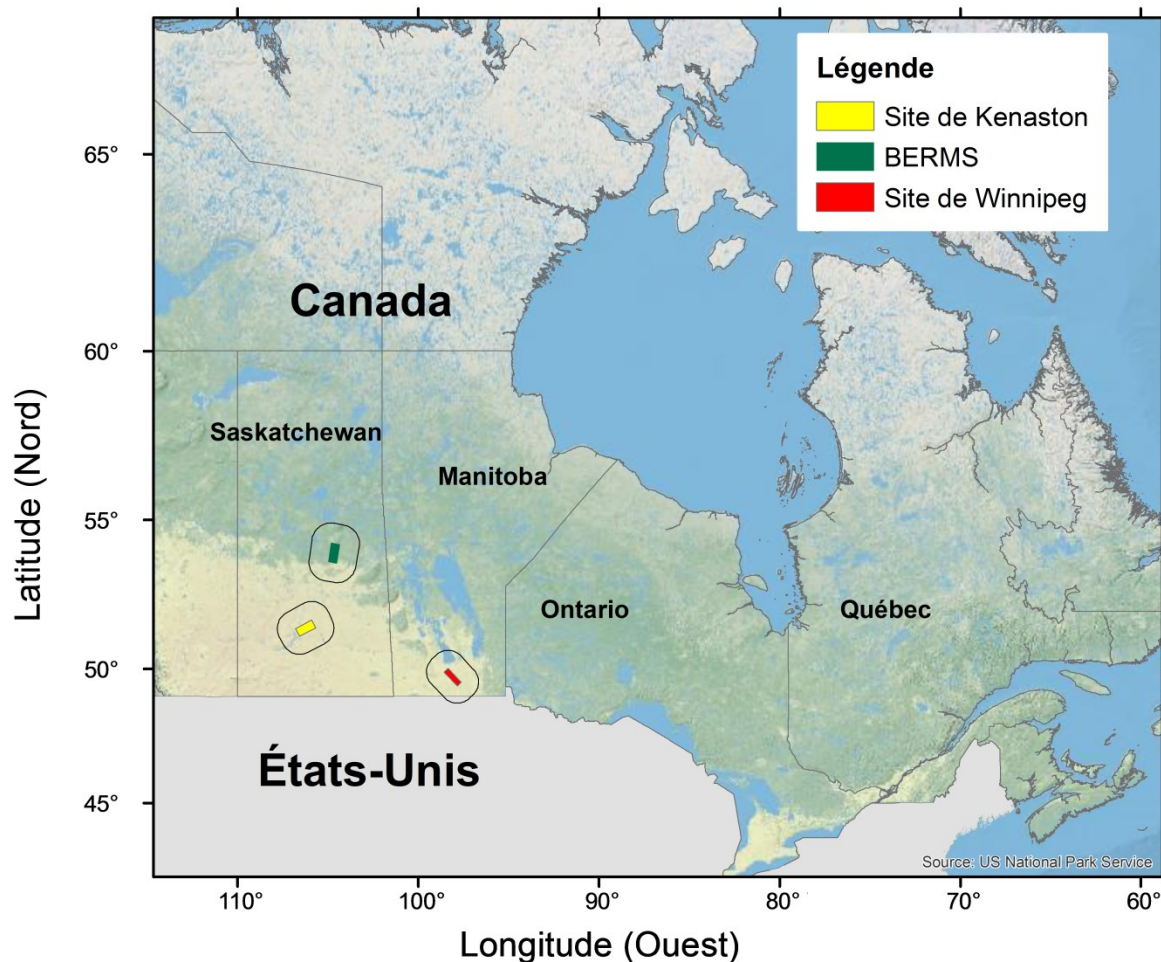 Légende
Site de Kenaston
BERMS
Site de Winnipeg
65°
60°
55°
50°
45°
Latitude (Nord)
Canada
Saskatchewan
Manitoba
Ontario
Québec
États-Unis
Source: US National Park Service
110°
100°
90°
80°
70°
60°
Longitude (Ouest)